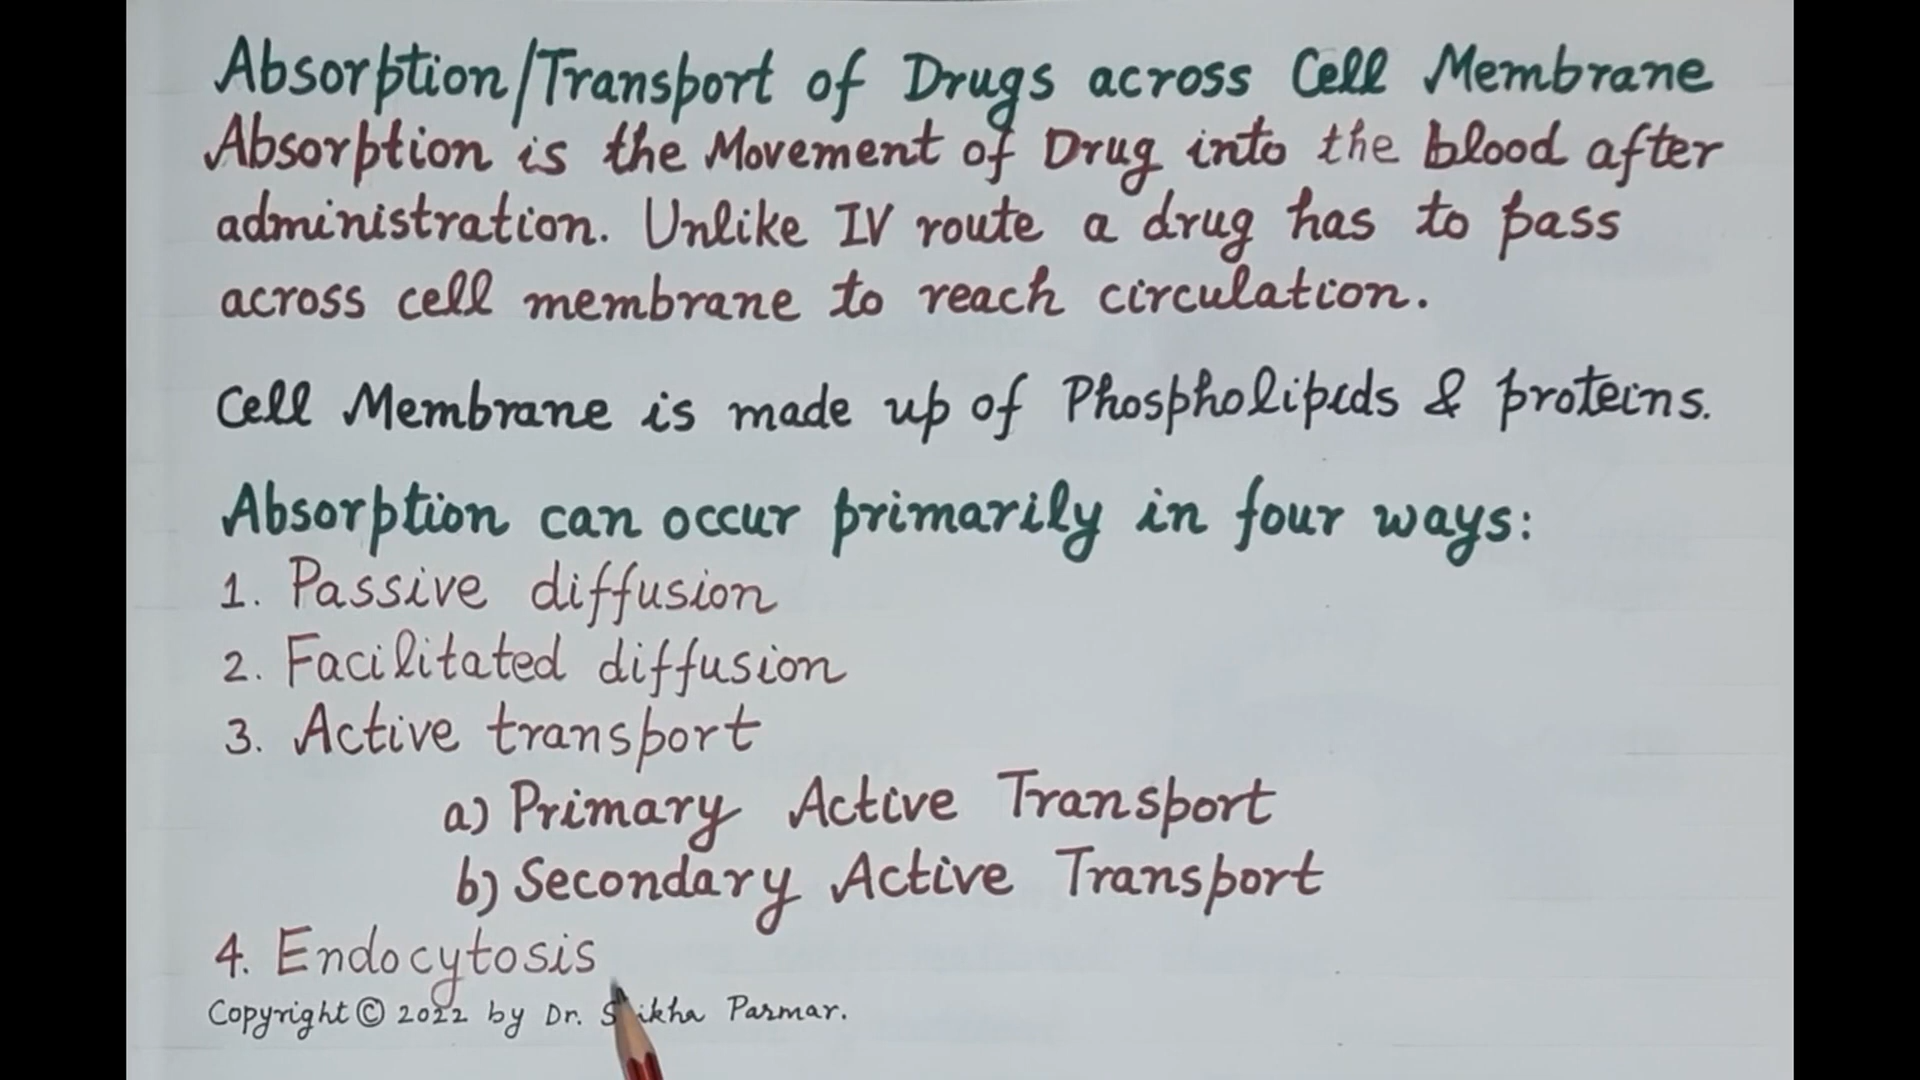 Absorption/Transport of Drugs across Cell Membrane
Absorption is the Movement of Drug into the blood after
administration. Unlike IV route a drug has to pass
across cell membrane to reach circulation.
Cell Membrane is made up of Phospholipids & proteins.
Absorption can occur primarily in four ways:
1. Passive diffusion
2. Facilitated diffusion
3. Active transport
a) Primary Active Transport
b) Secondary Active Transport
4. Endocytosis
Copyright © 2022 by Dr. Parmar.